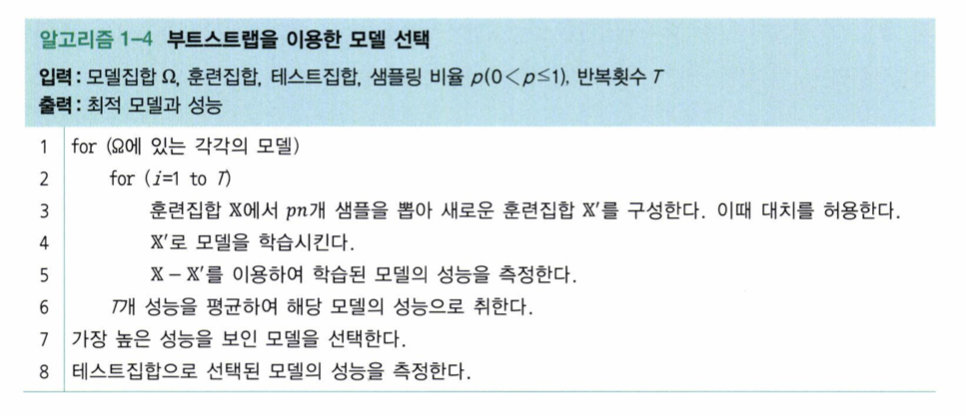 알고리즘 1-4 부트스트랩을 이용한 모델 선택
입력: 모델집합 Ω, 훈련집합, 테스트집합, 샘플링 비율 p(0<p≤1), 반복횟수 T
출력: 최적 모델과 성능
1 for (Ω에 있는 각각의 모델)
2 for (i=1 to T)
3 훈련집합 𝕏에서 pn개 샘플을 뽑아 새로운 훈련집합 𝕏′를 구성한다. 이때 대치를 허용한다.
4 𝕏′로 모델을 학습시킨다.
5 𝕏 – 𝕏′를 이용하여 학습된 모델의 성능을 측정한다.
6 T개 성능을 평균하여 해당 모델의 성능으로 취한다.
7 가장 높은 성능을 보인 모델을 선택한다.
8 테스트집합으로 선택된 모델의 성능을 측정한다.